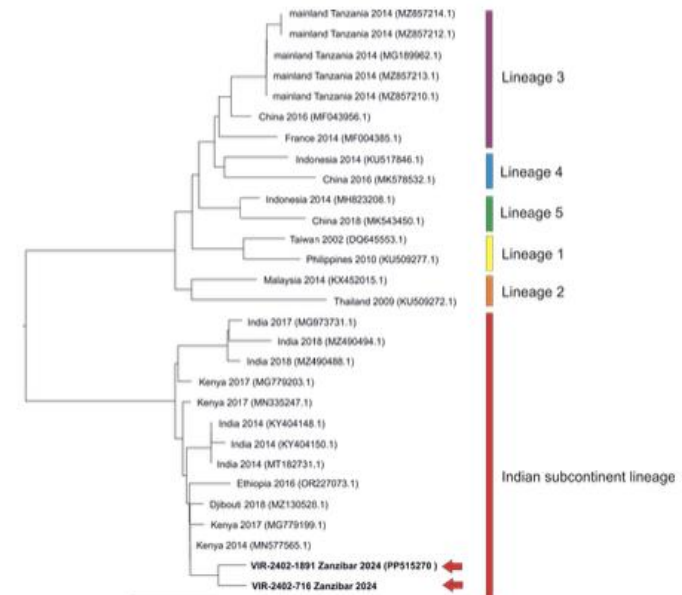 mainland Tanzania 2014 (MZ857214.1)
mainland Tanzania 2014 (MZ857212.1)
mainland Tanzania 2014 (MG189962.1)
mainland Tanzania 2014 (MZ857213.1)
mainland Tanzania 2014 (MZ857210.1)
Lineage 3
China 2016 (MF043956.1)
France 2014 (MF004385.1)
Indonesia 2014 (KU517846.1)
Lineage 4
China 2016 (MK578532.1)
Indonesia 2014 (MH823208.1)
Lineage 5
China 2018 (MK543450.1)
Taiwan 2002 (DQ645553.1)
Lineage 1
Philippines 2010 (KU509277.1)
Malaysia 2014 (KX452015.1)
Lineage 2
Thailand 2009 (KU509272.1)
India 2017 (MG973731.1)
India 2018 (MZ490494.1)
India 2018 (MZ490488.1)
Kenya 2017 (MG779203.1)
Kenya 2017 (MN335247.1)
India 2014 (KY404148.1)
India 2014 (KY404150.1)
India 2014 (MT182731.1)
Indian subcontinent lineage
Ethiopia 2016 (OR227073.1)
Djibouti 2018 (MZ130528.1)
Kenya 2017 (MG779199.1)
Kenya 2014 (MN577565.1)
VIR-2402-1891 Zanzibar 2024 (PP515270 )
VIR-2402-716 Zanzibar 2024